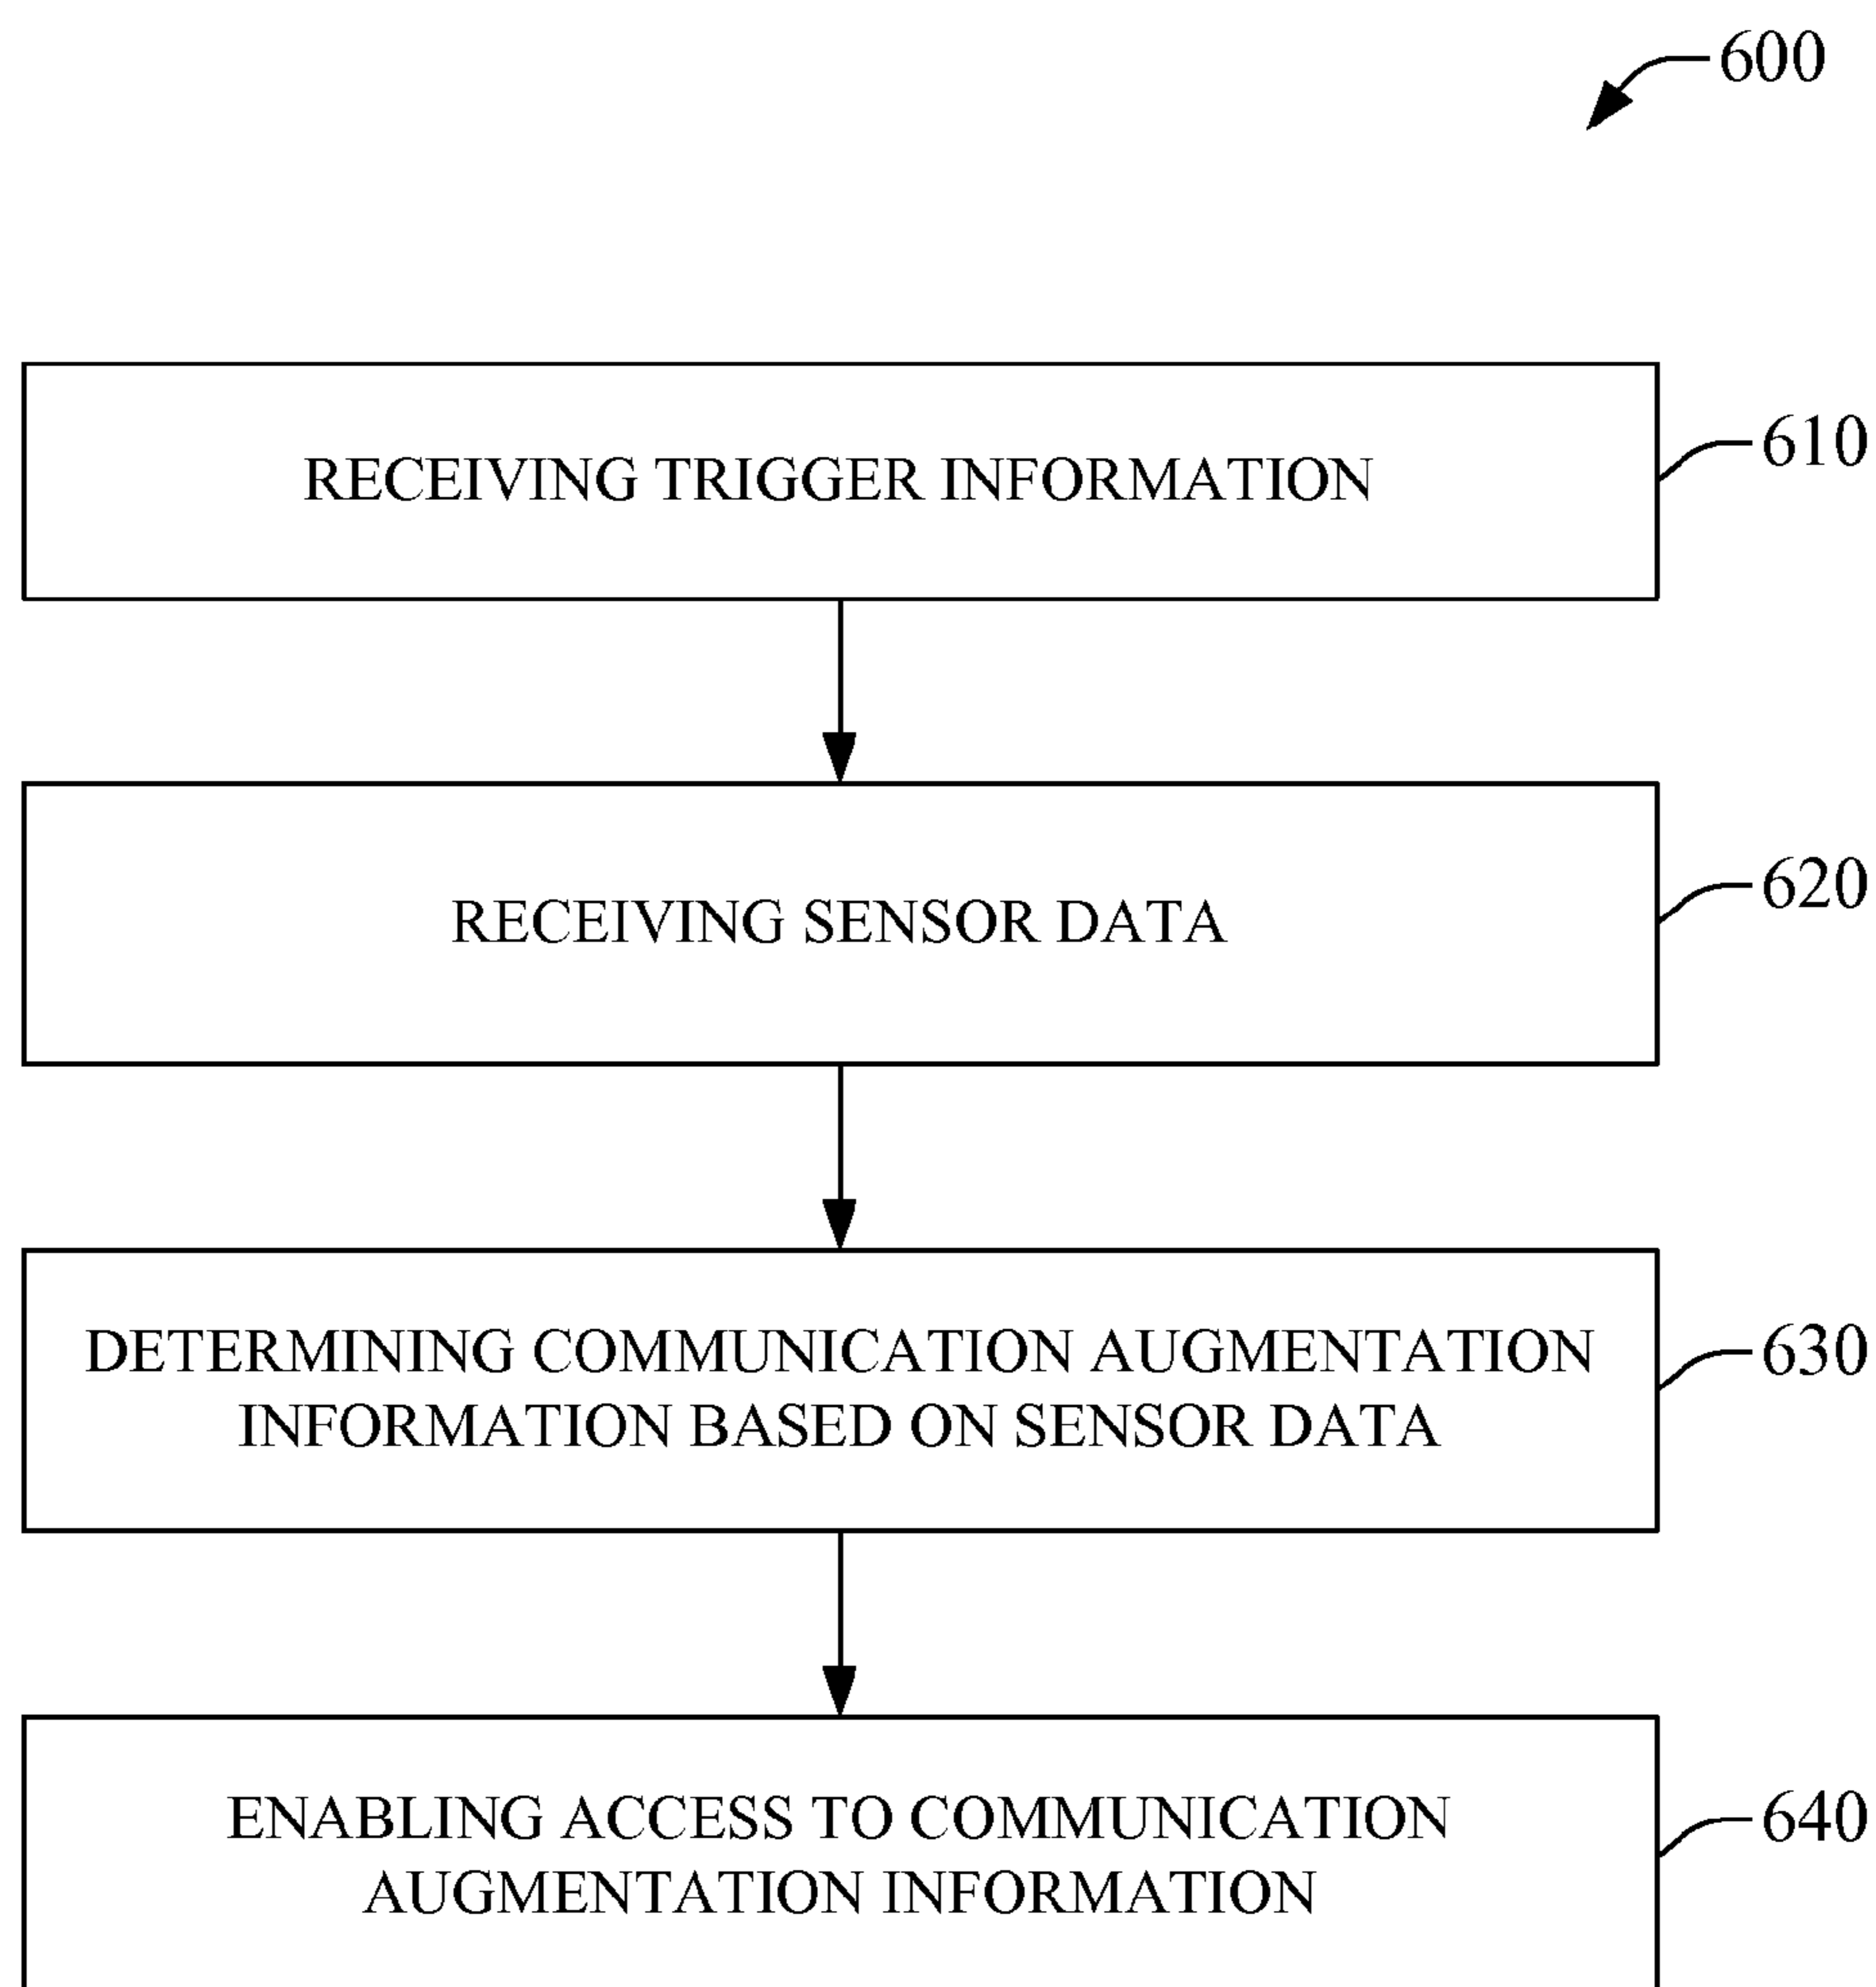 600
RECEIVING TRIGGER INFORMATION
610
RECEIVING SENSOR DATA
620
DETERMINING COMMUNICATION AUGMENTATION
INFORMATION BASED ON SENSOR DATA
630
ENABLING ACCESS TO COMMUNICATION
AUGMENTATION INFORMATION
640